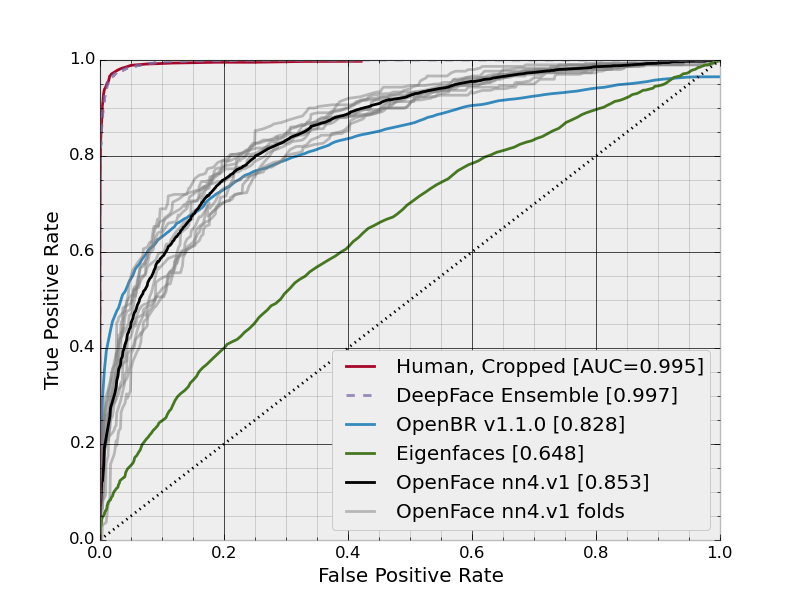 1.0
0.8
0.6
0.4
0.2
0.0
True Positive Rate
Human, Cropped [AUC=0.995]
DeepFace Ensemble [0.997]
OpenBR v1.1.0 [0.828]
Eigenfaces [0.648]
OpenFace nn4.v1 [0.853]
OpenFace nn4.v1 folds
0.0 0.2 0.4 0.6 0.8 1.0
False Positive Rate